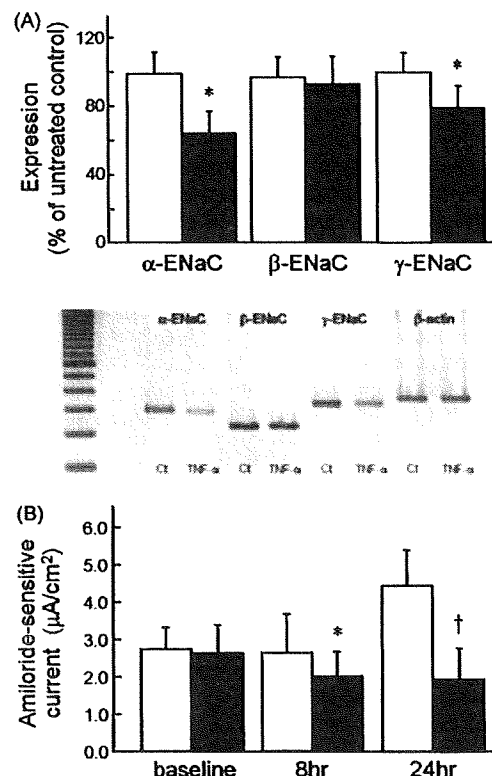 (A)
120
80
40
0
Expression
(% of untreated control)
*
*
α-ENaC β-ENaC γ-ENaC
α-ENaC β-ENaC γ-ENaC β-actin
Ct TNF-α Ct TNF-α Ct TNF-α Ct TNF-α
(B)
6.0
5.0
4.0
3.0
2.0
1.0
0.0
Amiloride-sensitive
current (μA/cm²)
*
†
baseline 8hr 24hr